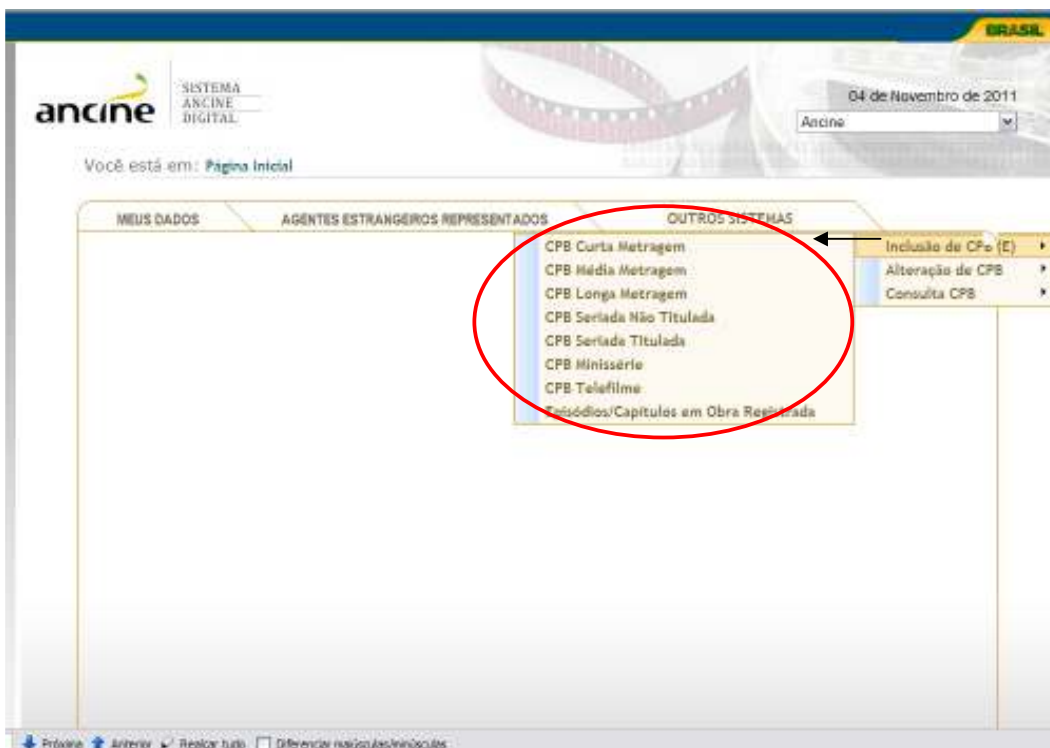 BRASIL
ancine
SISTEMA
ANCINE
DIGITAL
04 de Novembro de 2011
Ancine
Você está em: Página Inicial
MEUS DADOS
AGENTES ESTRANGEIROS REPRESENTADOS
OUTROS SISTEMAS
Inclusão de CPB (E)
Alteração de CPB
Consulta CPB
CPB Curta Metragem
CPB Média Metragem
CPB Longa Metragem
CPB Seriada Não Titulada
CPB Seriada Titulada
CPB Minissérie
CPB Telefilme
Episódios/Capítulos em Obra Registrada
Próxima Anterior Realçar tudo Diferenciar maiúsculas/minúsculas